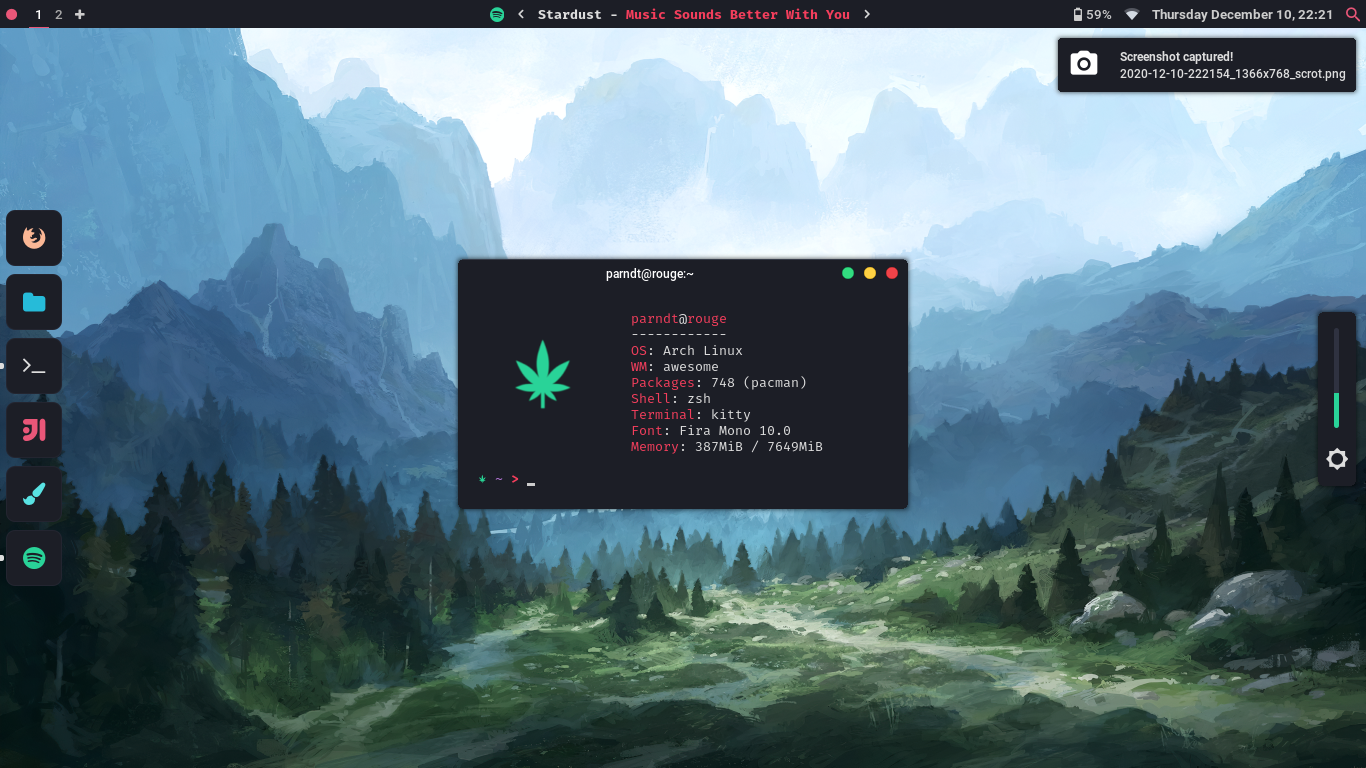 1 2 +
< Stardust - Music Sounds Better With You >
59%
Thursday December 10, 22:21
Screenshot captured!
2020-12-10-222154_1366x768_scrot.png
parndt@rouge:~
parndt@rouge
------------
OS: Arch Linux
WM: awesome
Packages: 748 (pacman)
Shell: zsh
Terminal: kitty
Font: Fira Mono 10.0
Memory: 387MiB / 7649MiB
~ > _